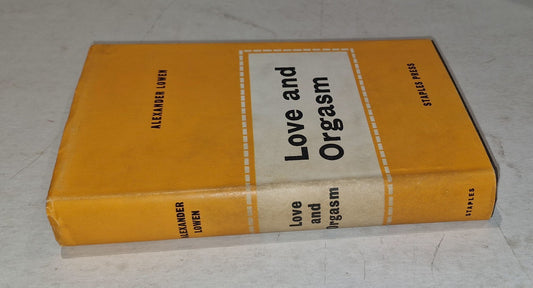 ALEXANDER LOWEN
Love and
Orgasm
STAPLES PRESS
ALEXANDER
LOWEN
Love
and
Orgasm
STAPLES